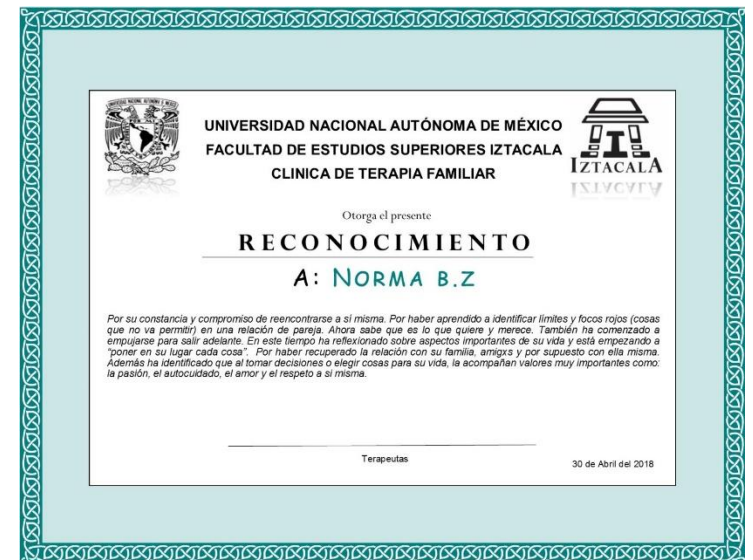 UNIVERSIDAD NACIONAL AUTÓNOMA DE MÉXICO
FACULTAD DE ESTUDIOS SUPERIORES IZTACALA
CLINICA DE TERAPIA FAMILIAR
IZTACALA
Otorga el presente
RECONOCIMIENTO
A: NORMA B.Z
Por su constancia y compromiso de reencontrarse a sí misma. Por haber aprendido a identificar límites y focos rojos (cosas
que no va permitir) en una relación de pareja. Ahora sabe que es lo que quiere y merece. También ha comenzado a
empujarse para salir adelante. En este tiempo ha reflexionado sobre aspectos importantes de su vida y está empezando a
"poner en su lugar cada cosa". Por haber recuperado la relación con su familia, amigxs y por supuesto con ella misma.
Además ha identificado que al tomar decisiones o elegir cosas para su vida, la acompañan valores muy importantes como:
la pasión, el autocuidado, el amor y el respeto a si misma.
Terapeutas
30 de Abril del 2018